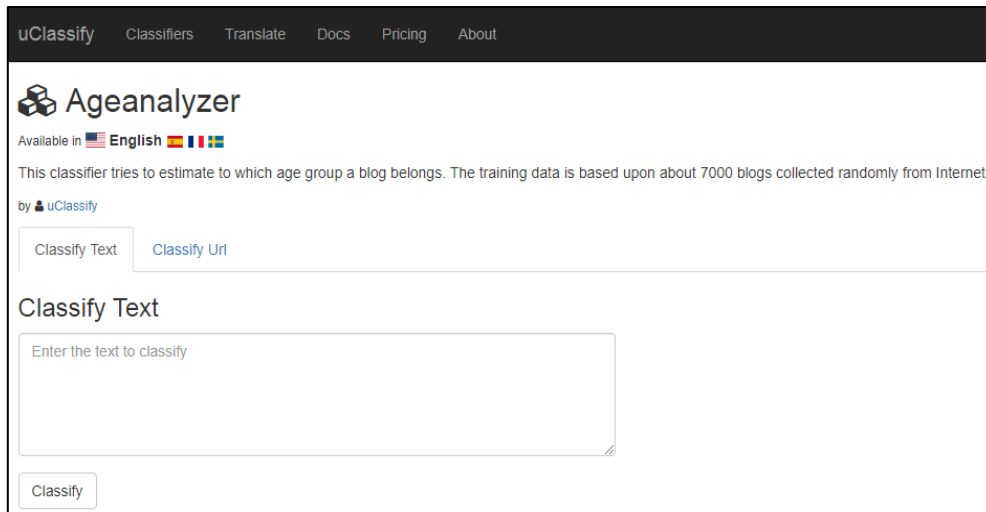 uClassify Classifiers Translate Docs Pricing About
Ageanalyzer
Available in English
This classifier tries to estimate to which age group a blog belongs. The training data is based upon about 7000 blogs collected randomly from Internet
by uClassify
Classify Text Classify Url
Classify Text
Enter the text to classify
Classify